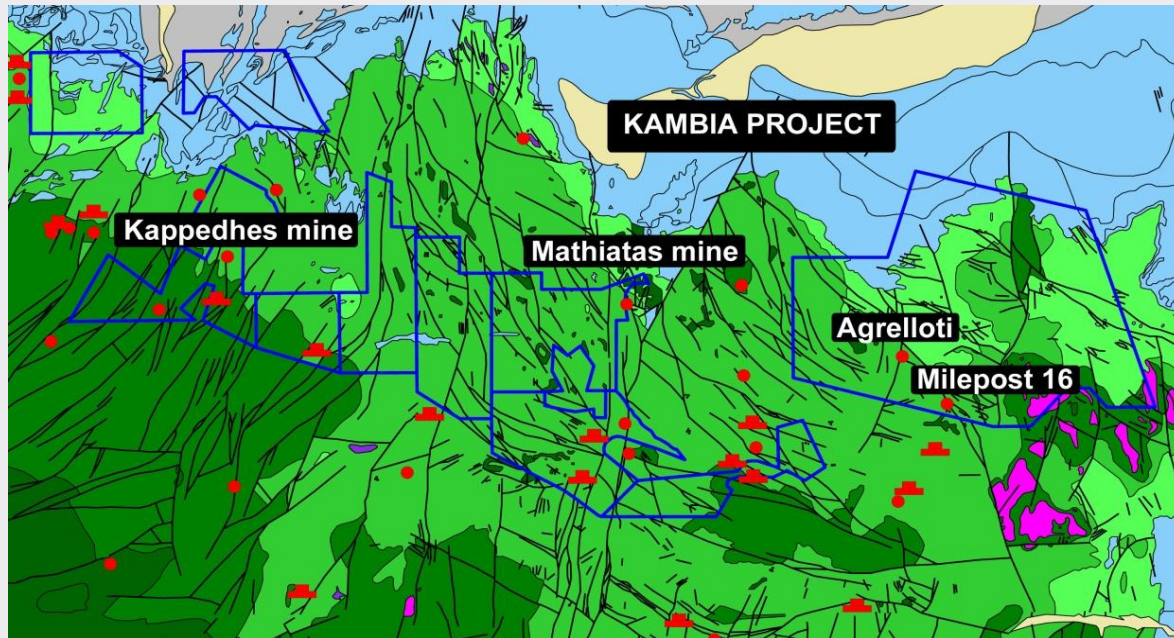 KAMBIA PROJECT
Kappedhes mine
Mathiatas mine
Agrelloti
Milepost 16